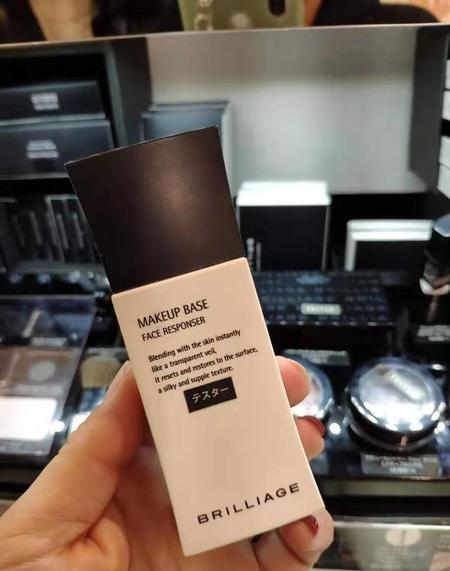 MAKEUP BASE
FACE RESPONSER
Blending with the skin instantly
like a transparent veil,
it resets and restores to the surface,
a silky and supple texture.
テスター
BRILLIAGE